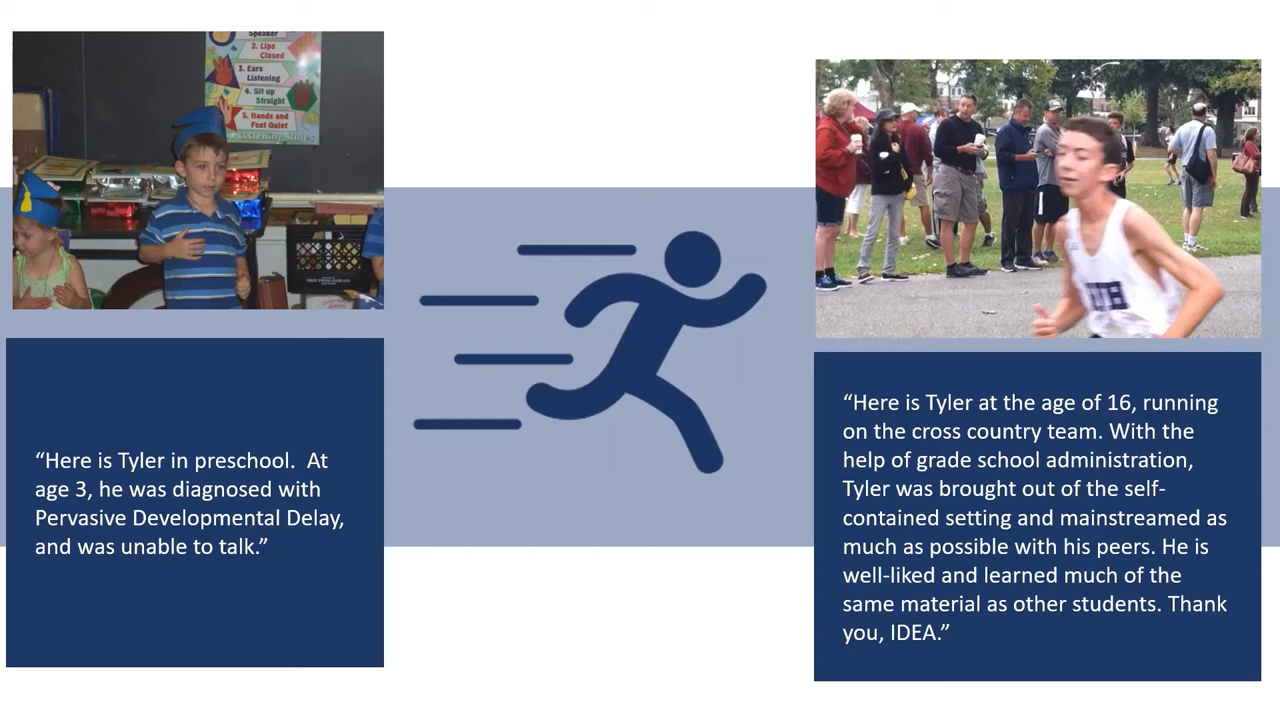 Speaker
2. Lips
Closed
3. Ears
Listening
4. Sit up
Straight
5. Hands and
Feet Quiet
Listening Rules
“Here is Tyler in preschool.  At
age 3, he was diagnosed with
Pervasive Developmental Delay,
and was unable to talk.”
“Here is Tyler at the age of 16, running
on the cross country team. With the
help of grade school administration,
Tyler was brought out of the self-
contained setting and mainstreamed as
much as possible with his peers. He is
well-liked and learned much of the
same material as other students. Thank
you, IDEA.”